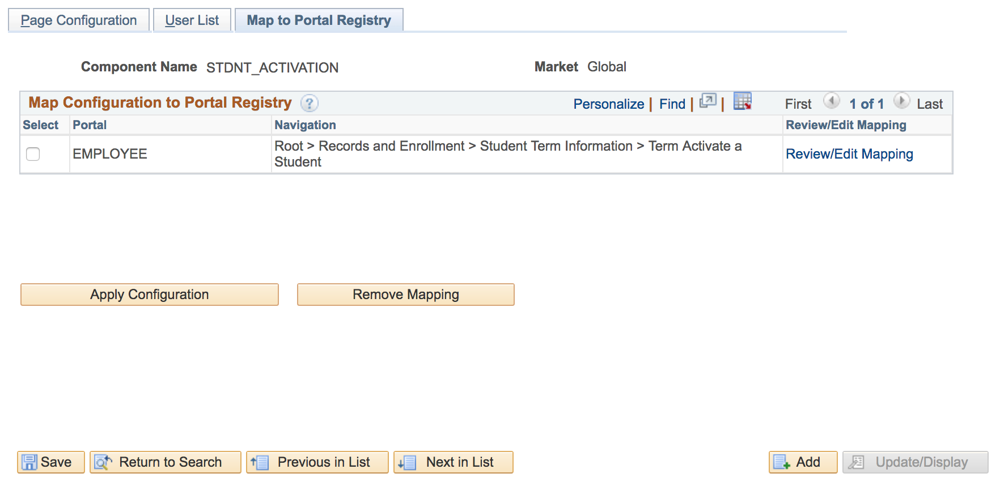 Page Configuration User List Map to Portal Registry
Component Name STDNT_ACTIVATION Market Global
Map Configuration to Portal Registry ? Personalize | Find | | First 1 of 1 Last
Select Portal Navigation Review/Edit Mapping
EMPLOYEE Root > Records and Enrollment > Student Term Information > Term Activate a Review/Edit Mapping
Student
Apply Configuration Remove Mapping
Save Return to Search Previous in List Next in List Add Update/Display